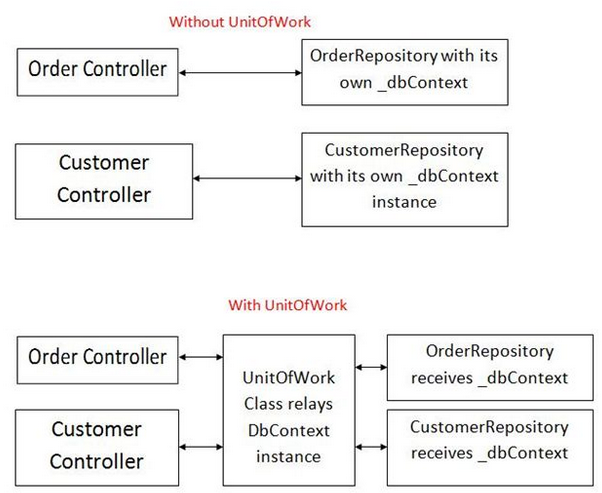 Without UnitOfWork
Order Controller
OrderRepository with its
own _dbContext
Customer
Controller
CustomerRepository
with its own _dbContext
instance
With UnitOfWork
Order Controller
UnitOfWork
Class relays
DbContext
instance
OrderRepository
receives _dbContext
Customer
Controller
CustomerRepository
receives _dbContext